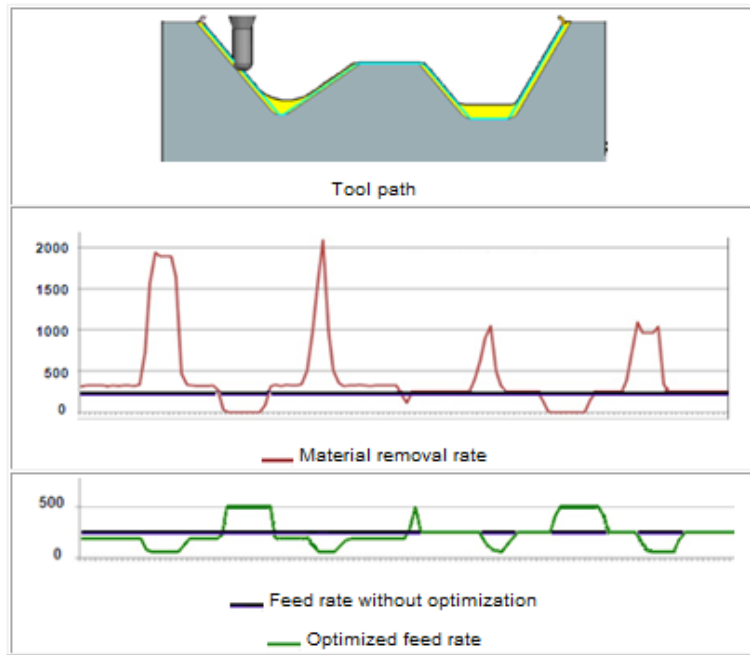 Tool path
2000
1500
1000
500
0
Material removal rate
500
0
Feed rate without optimization
Optimized feed rate